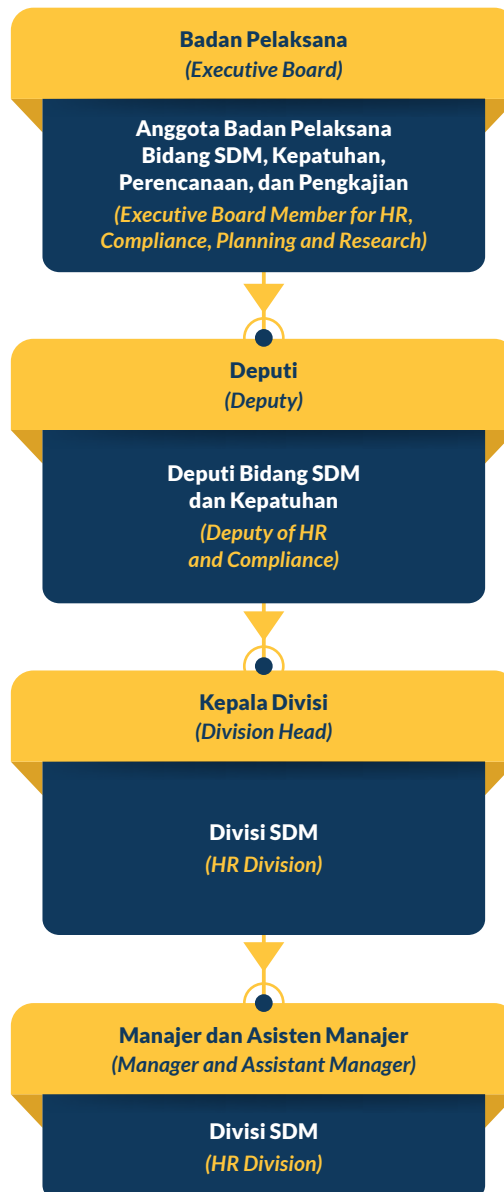 Badan Pelaksana
(Executive Board)
Anggota Badan Pelaksana
Bidang SDM, Kepatuhan,
Perencanaan, dan Pengkajian
(Executive Board Member for HR,
Compliance, Planning and Research)
Deputi
(Deputy)
Deputi Bidang SDM
dan Kepatuhan
(Deputy of HR
and Compliance)
Kepala Divisi
(Division Head)
Divisi SDM
(HR Division)
Manajer dan Asisten Manajer
(Manager and Assistant Manager)
Divisi SDM
(HR Division)